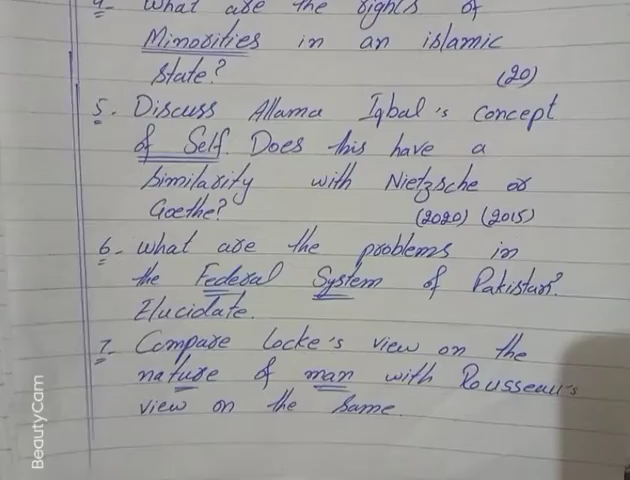 4- What are the rights of
Minorities in an islamic
state? (20)
5. Discuss Allama Iqbal's concept
of Self. Does this have a
similarity with Nietzsche or
Goethe? (2020) (2015)
6- What are the problems in
the Federal System of Pakistan?
Elucidate.
7- Compare Locke's view on the
nature of man with Rousseau's
view on the same.
BeautyCam